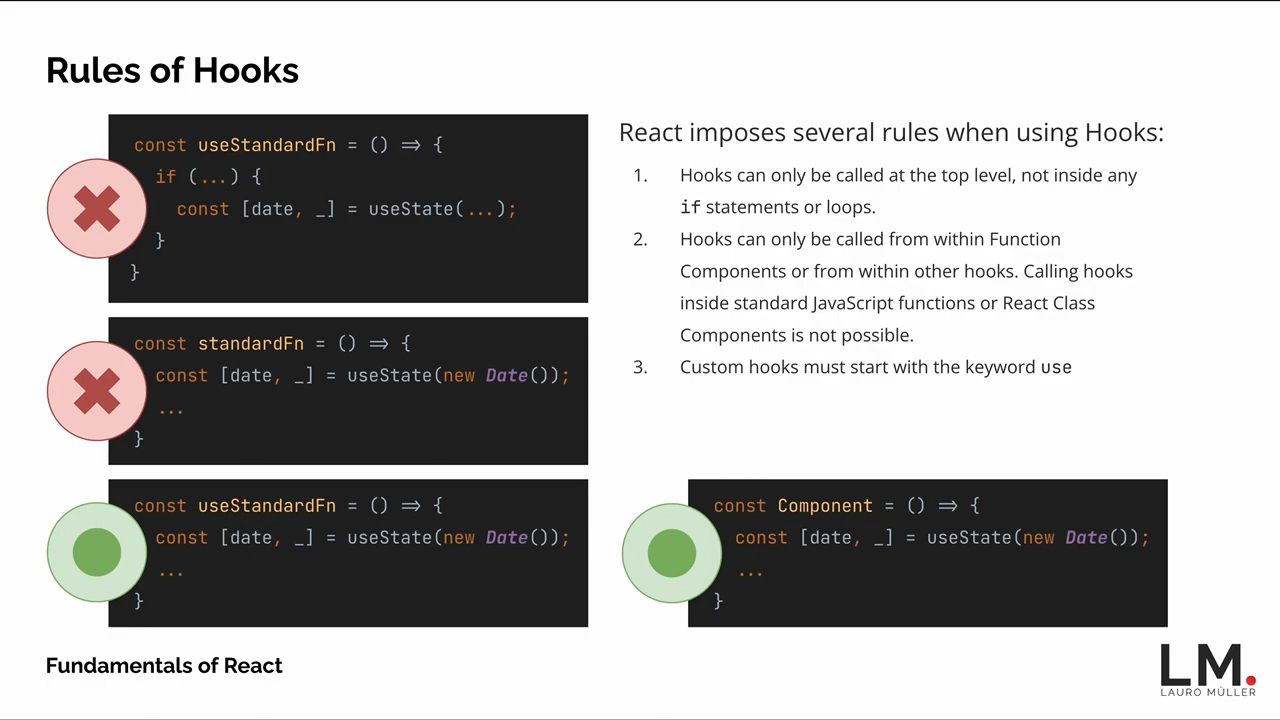 Rules of Hooks
const useStandardFn = () => {
if (...) {
const [date, _] = useState(...);
}
}
const standardFn = () => {
const [date, _] = useState(new Date());
...
}
const useStandardFn = () => {
const [date, _] = useState(new Date());
...
}
React imposes several rules when using Hooks:
1. Hooks can only be called at the top level, not inside any
if statements or loops.
2. Hooks can only be called from within Function
Components or from within other hooks. Calling hooks
inside standard JavaScript functions or React Class
Components is not possible.
3. Custom hooks must start with the keyword use
const Component = () => {
const [date, _] = useState(new Date());
...
}
Fundamentals of React
LM.
LAURO MÜLLER